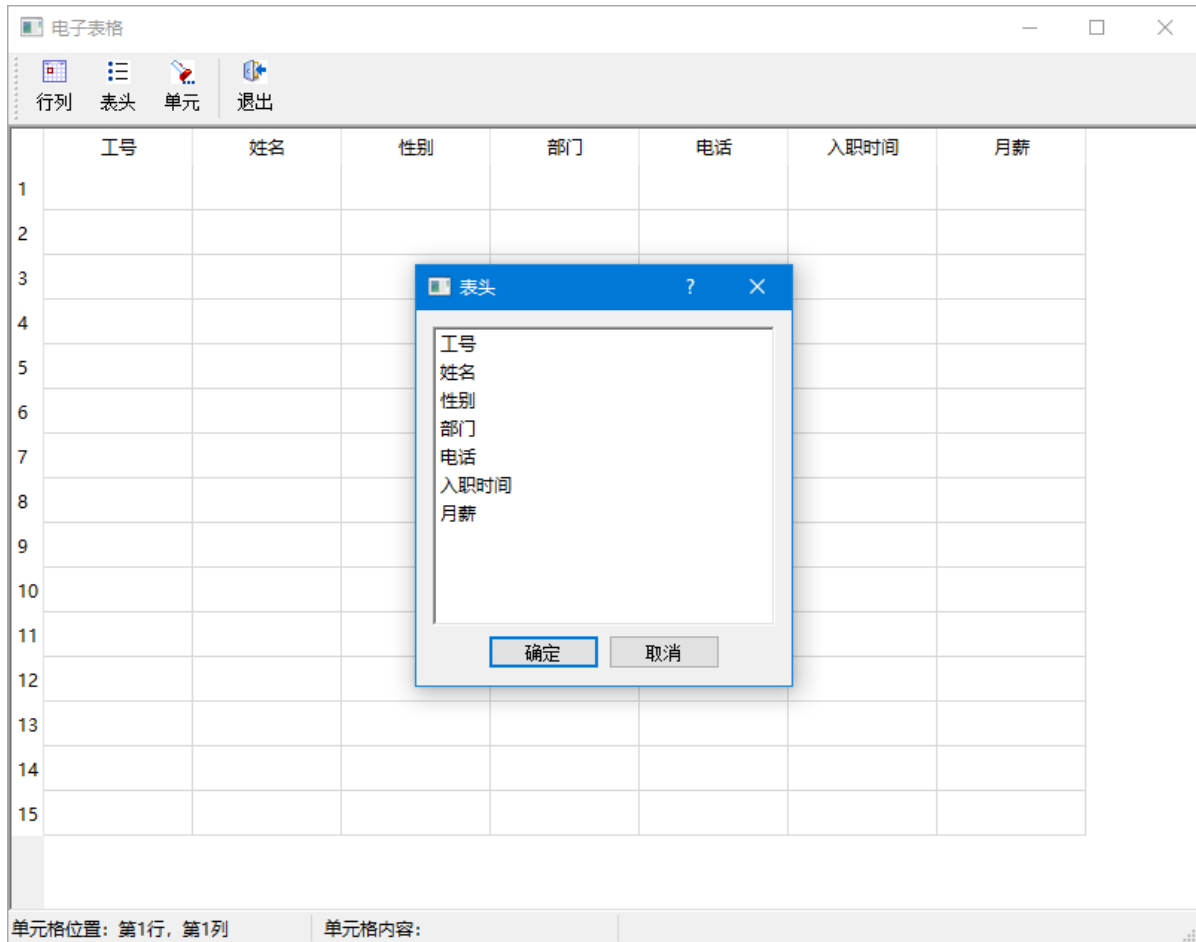 电子表格
行列 表头 单元 退出
工号 姓名 性别 部门 电话 入职时间 月薪
1
2
3
4
5
6
7
8
9
10
11
12
13
14
15
表头 ?
工号
姓名
性别
部门
电话
入职时间
月薪
确定 取消
单元格位置：第1行，第1列 单元格内容：